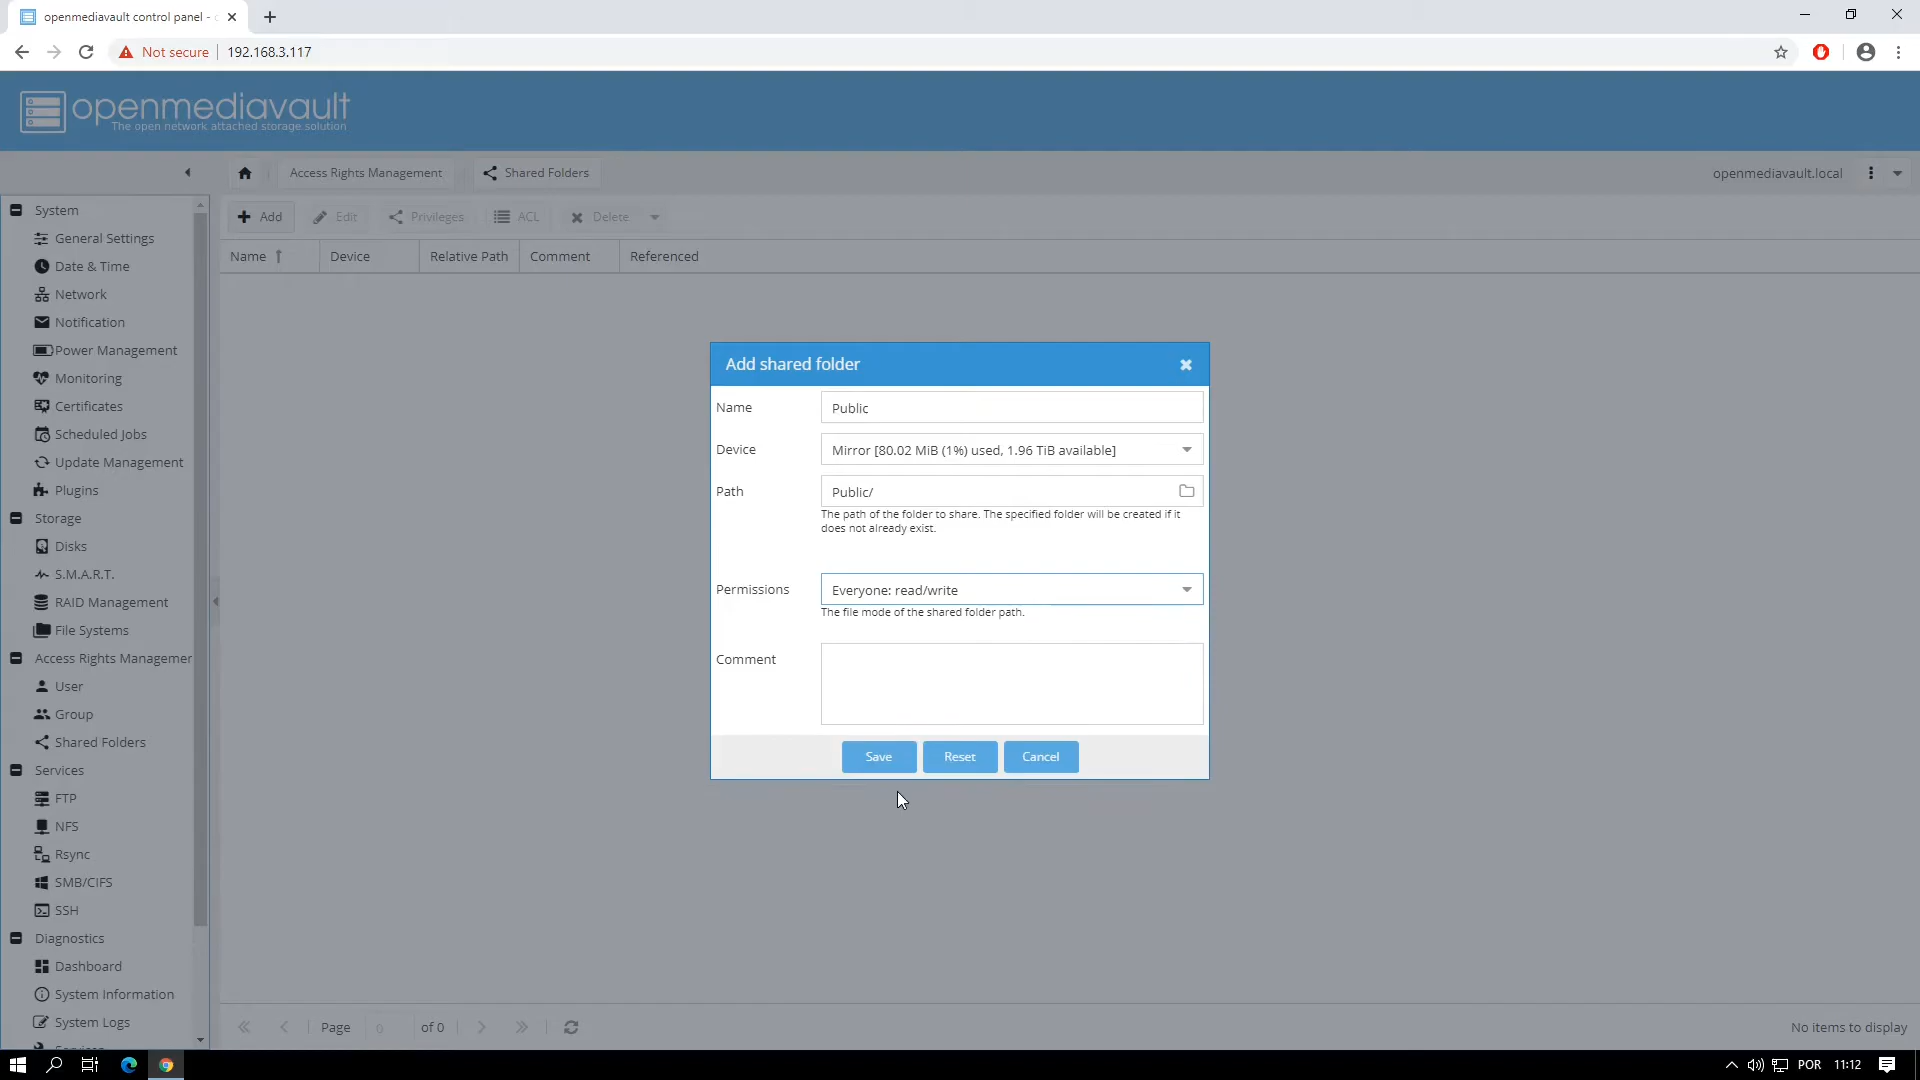 openmediavault control panel - o
Not secure
192.168.3.117
openmediavault
The open network attached storage solution
Access Rights Management
Shared Folders
openmediavault.local
Add
Edit
Privileges
ACL
Delete
Name
Device
Relative Path
Comment
Referenced
System
General Settings
Date & Time
Network
Notification
Power Management
Monitoring
Certificates
Scheduled Jobs
Update Management
Plugins
Storage
Disks
S.M.A.R.T.
RAID Management
File Systems
Access Rights Managemen
User
Group
Shared Folders
Services
FTP
NFS
Rsync
SMB/CIFS
SSH
Diagnostics
Dashboard
System Information
System Logs
Add shared folder
Name
Public
Device
Mirror [80.02 MiB (1%) used, 1.96 TiB available]
Path
Public/
The path of the folder to share. The specified folder will be created if it
does not already exist.
Permissions
Everyone: read/write
The file mode of the shared folder path.
Comment
Save
Reset
Cancel
Page
0
of 0
No items to display
POR
11:12